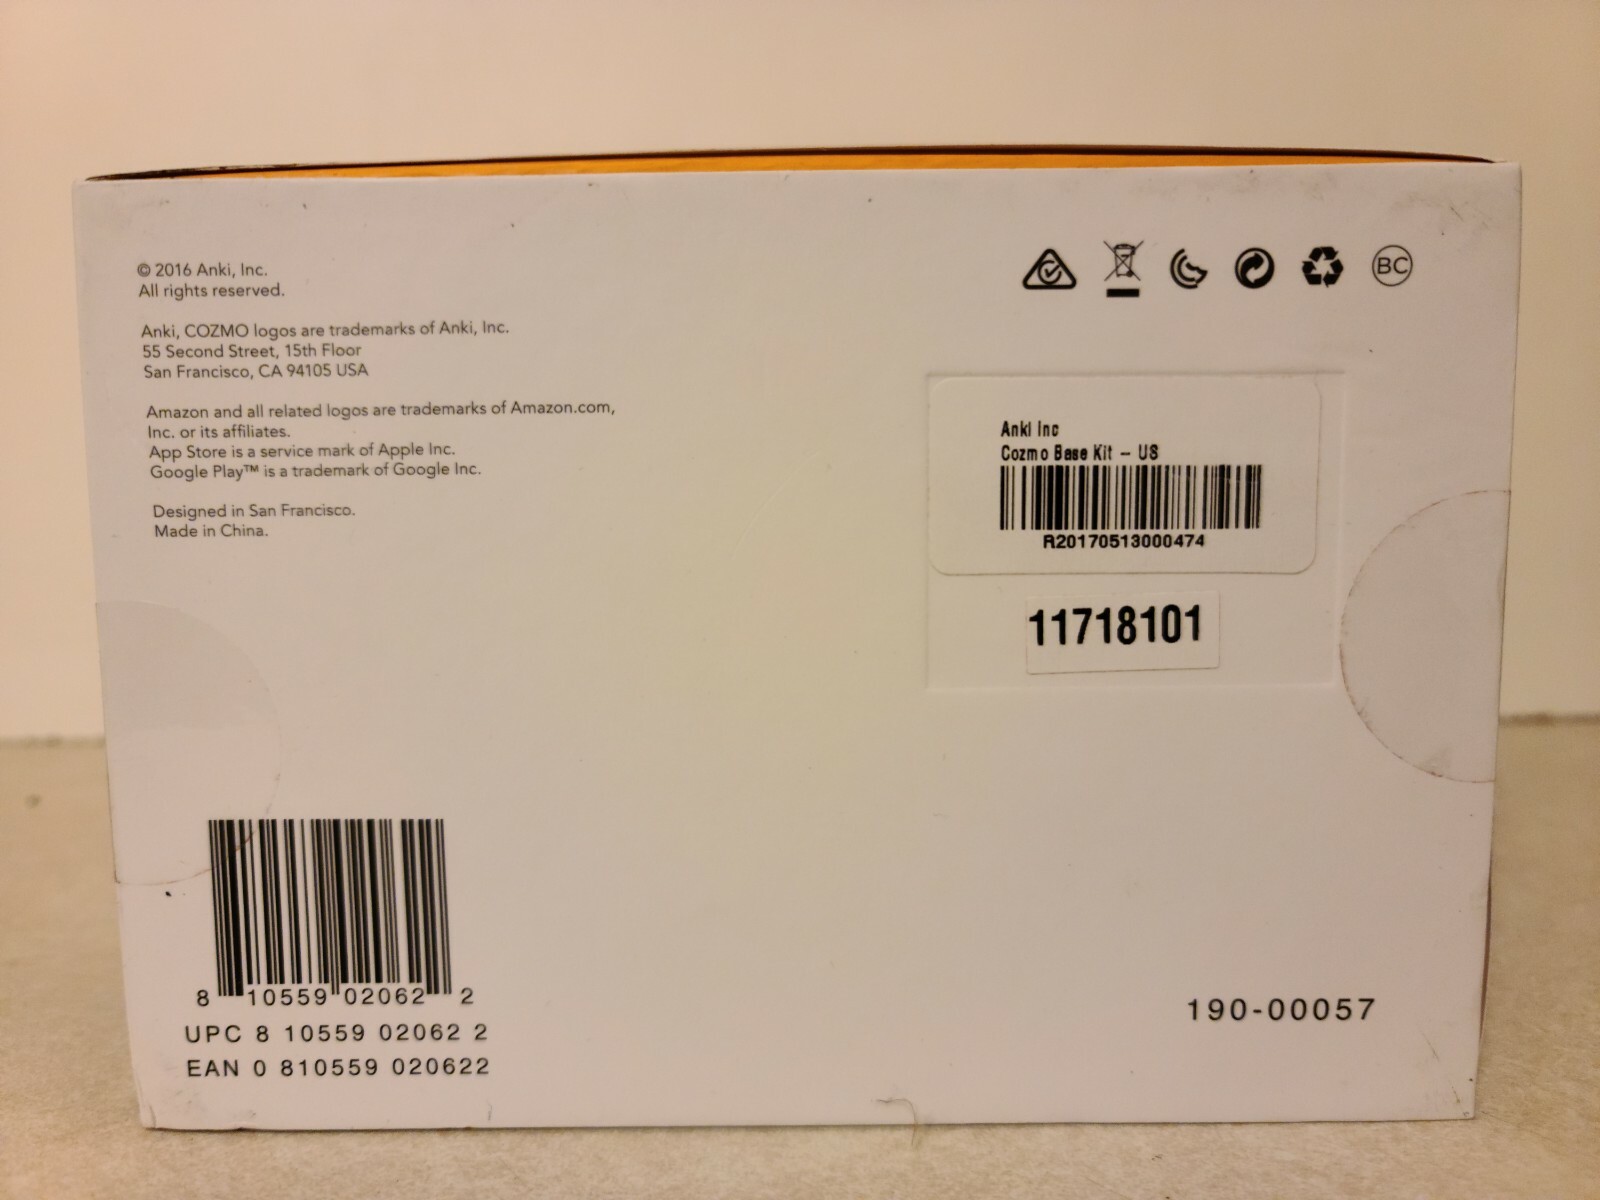 © 2016 Anki, Inc.
All rights reserved.
Anki, COZMO logos are trademarks of Anki, Inc.
55 Second Street, 15th Floor
San Francisco, CA 94105 USA
Amazon and all related logos are trademarks of Amazon.com,
Inc. or its affiliates.
App Store is a service mark of Apple Inc.
Google Play™ is a trademark of Google Inc.
Designed in San Francisco.
Made in China.
BC
Anki Inc
Cozmo Base Kit – US
R20170513000474
11718101
8 10559 02062 2
UPC 8 10559 02062 2
EAN 0 810559 020622
190-00057